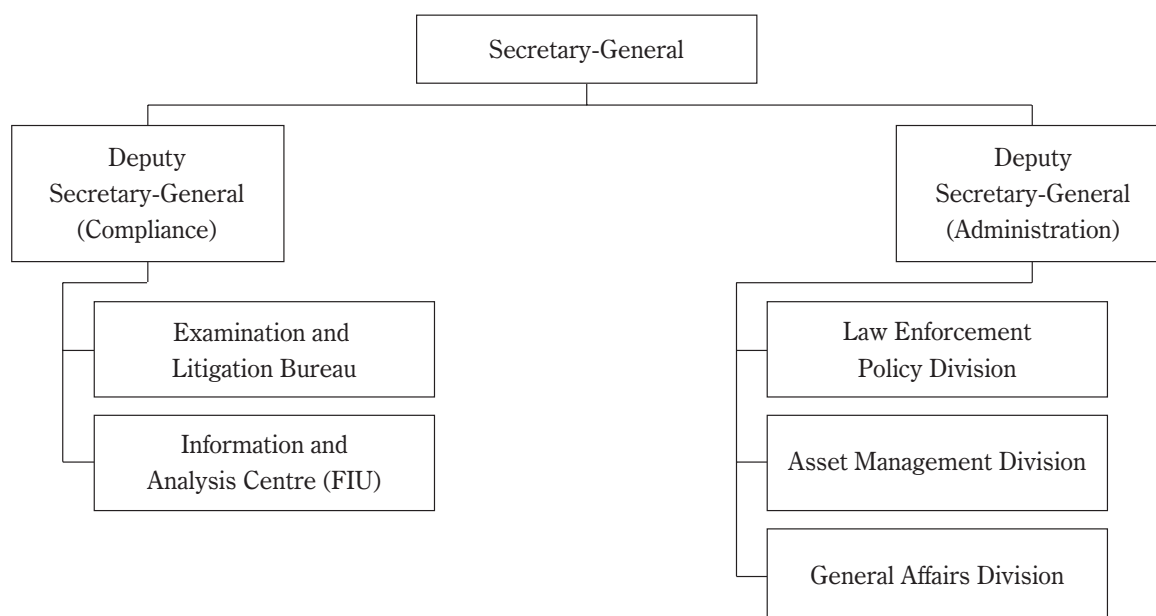 Secretary-General
Deputy
Secretary-General
(Compliance)
Deputy
Secretary-General
(Administration)
Examination and
Litigation Bureau
Information and
Analysis Centre (FIU)
Law Enforcement
Policy Division
Asset Management Division
General Affairs Division